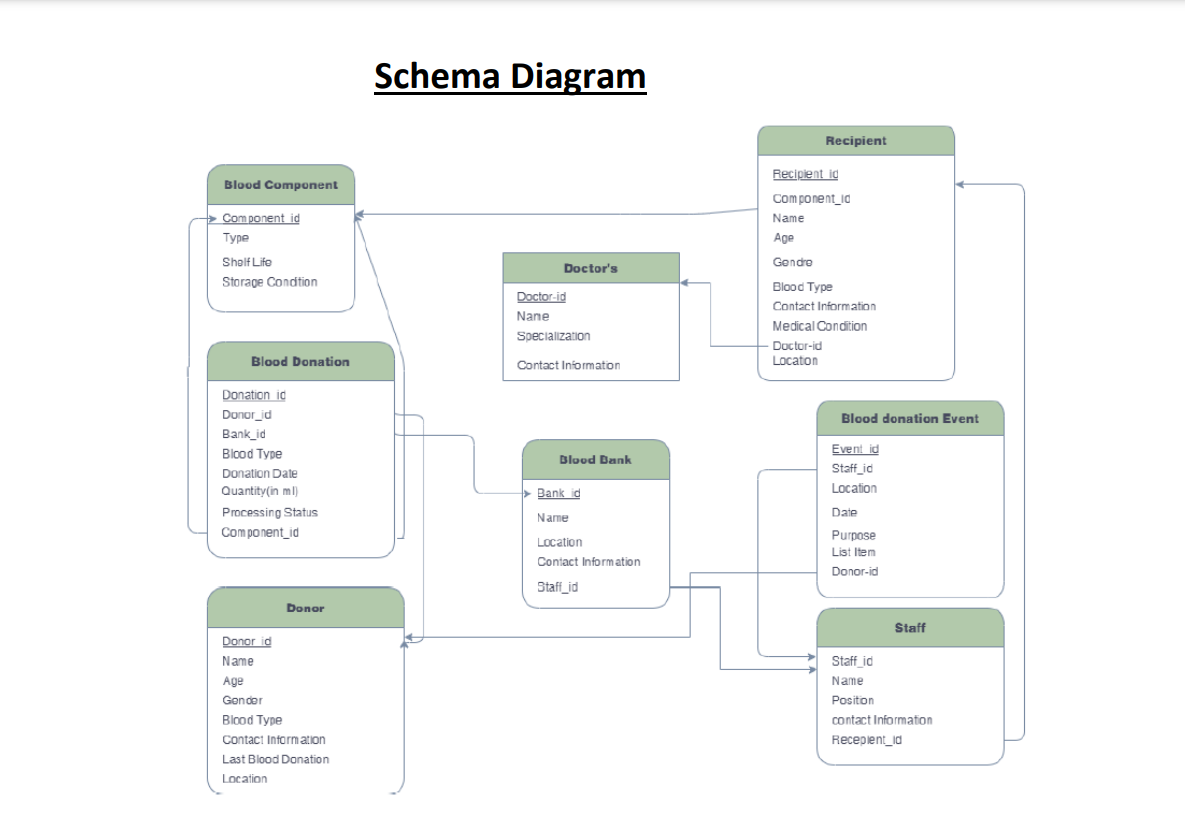 Schema Diagram
Recipient
Recipient_id
Component_id
Name
Age
Gendre
Blood Type
Contact Information
Medical Condition
Doctor-id
Location
Blood Component
Component_id
Type
Shelf Life
Storage Condition
Doctor's
Doctor-id
Name
Specialization
Contact Information
Blood Donation
Donation_id
Donor_id
Bank_id
Blood Type
Donation Date
Quantity(in ml)
Processing Status
Component_id
Blood Bank
Bank_id
Name
Location
Contact Information
Staff_id
Blood donation Event
Event_id
Staff_id
Location
Date
Purpose
List Item
Donor-id
Donor
Donor_id
Name
Age
Gender
Blood Type
Contact Information
Last Blood Donation
Location
Staff
Staff_id
Name
Position
contact Information
Recepient_id